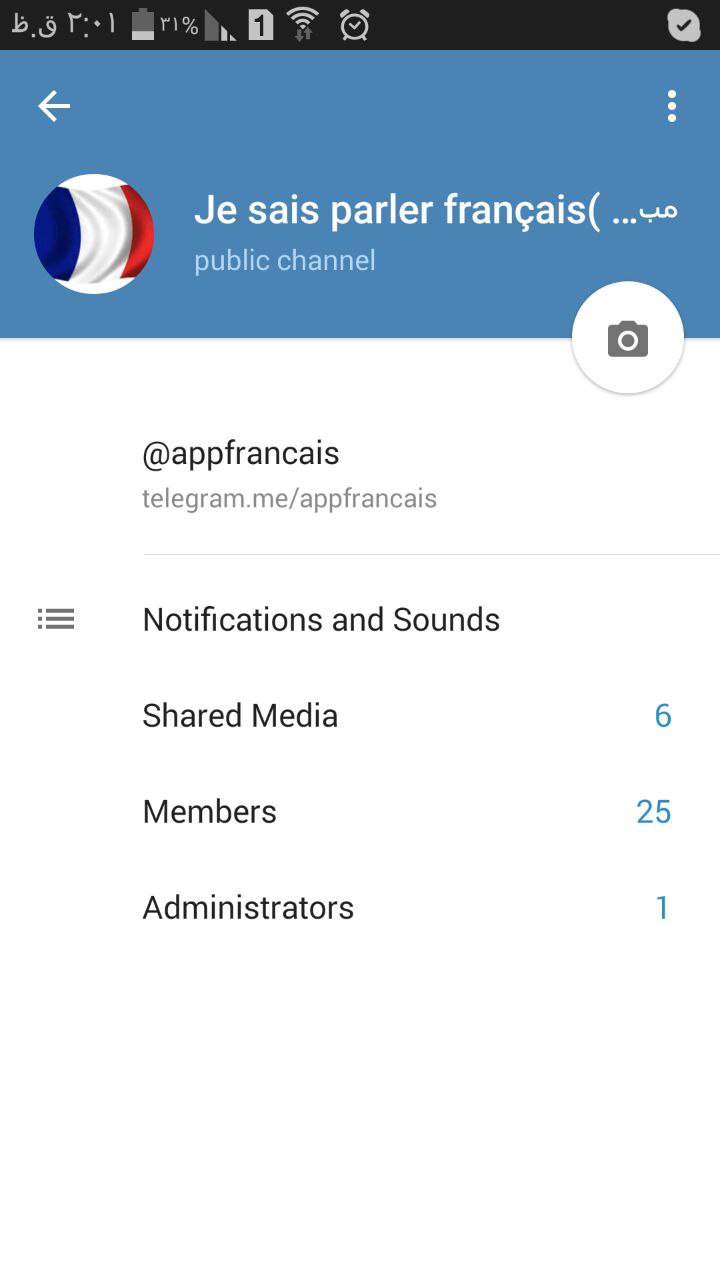 ۲:۰۱ ق.ظ ۳۱% 1
Je sais parler français( ...مب
public channel
@appfrancais
telegram.me/appfrancais
Notifications and Sounds
Shared Media 6
Members 25
Administrators 1